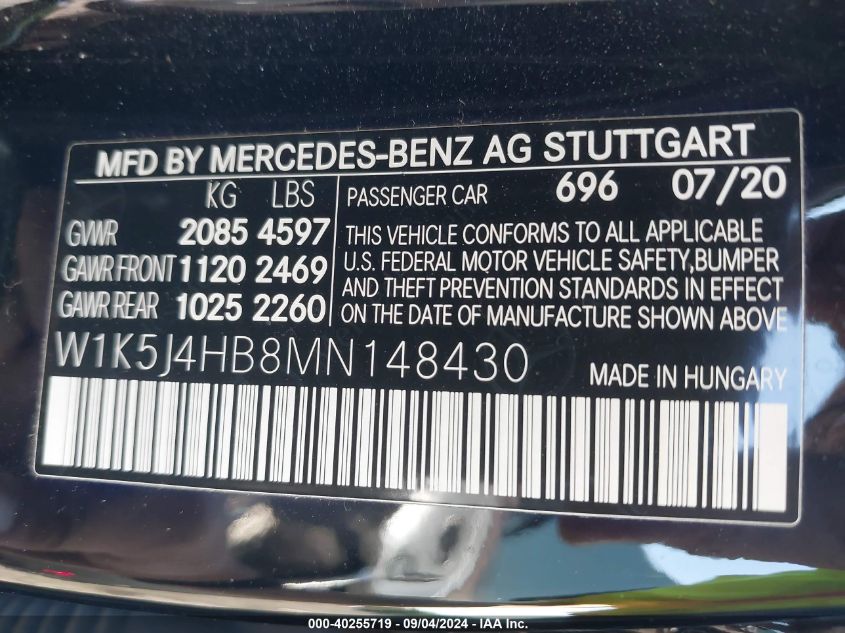 MFD BY MERCEDES-BENZ AG STUTTGART
KG LBS
GVWR 2085 4597
GAWR FRONT 1120 2469
GAWR REAR 1025 2260
PASSENGER CAR 696 07/20
THIS VEHICLE CONFORMS TO ALL APPLICABLE
U.S. FEDERAL MOTOR VEHICLE SAFETY, BUMPER
AND THEFT PREVENTION STANDARDS IN EFFECT
ON THE DATE OF MANUFACTURE SHOWN ABOVE
W1K5J4HB8MN148430
MADE IN HUNGARY
000-40255719 - 09/04/2024 - IAAI.COM